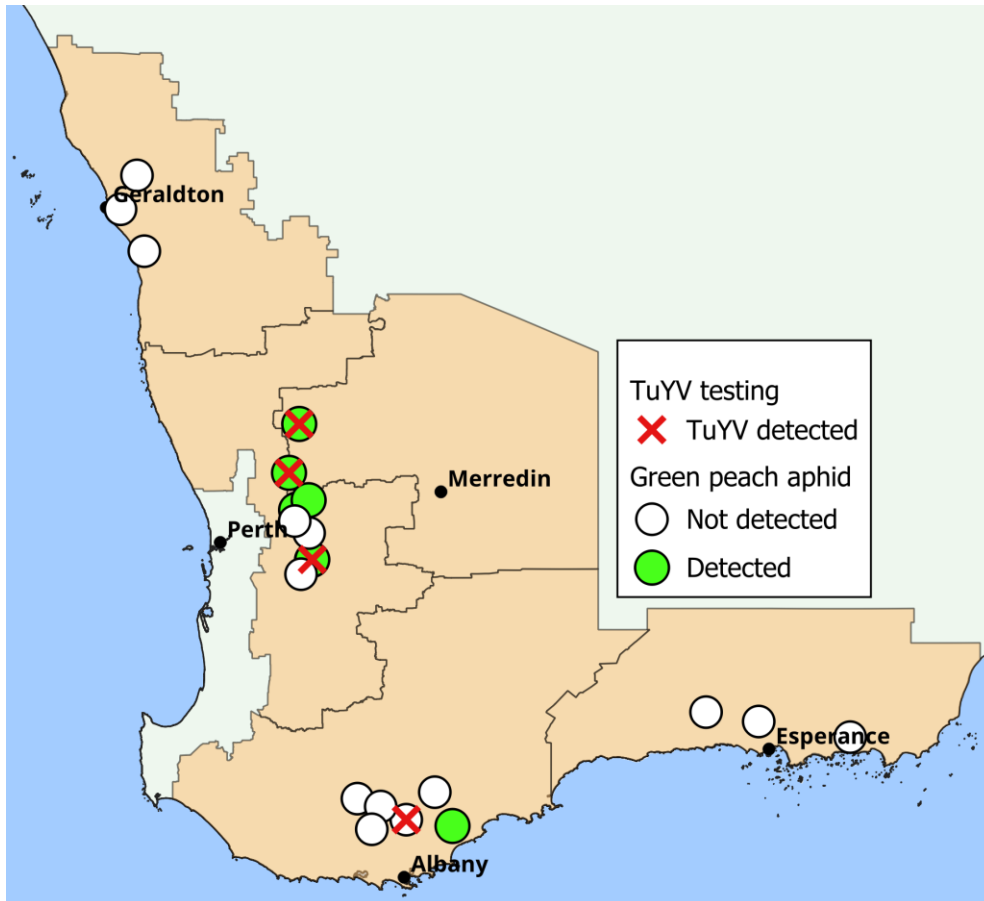 Geraldton
TuYV testing
TuYV detected
Green peach aphid
Not detected
Detected
Merredin
Perth
Esperance
Albany